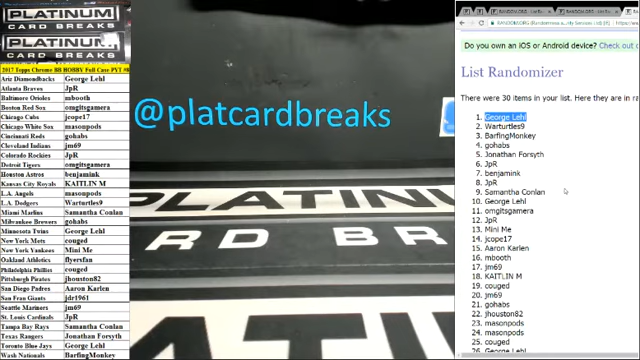 PLATINUM
CARD BREAKS
PLATINUM
CARD BREAKS
2017 Topps Chrome BB HOBBY Full Case PYT #8
Ariz Diamondbacks George Lehl
Atlanta Braves JpR
Baltimore Orioles mbooth
Boston Red Sox omgitsgamera
Chicago Cubs jcope17
Chicago White Sox masonpods
Cincinnati Reds gohabs
Cleveland Indians jm69
Colorado Rockies JpR
Detroit Tigers omgitsgamera
Houston Astros benjamink
Kansas City Royals KAITLIN M
L.A. Angels masonpods
L.A. Dodgers Warturtles9
Miami Marlins Samantha Conlan
Milwaukee Brewers gohabs
Minnesota Twins George Lehl
New York Mets couged
New York Yankees Mini Me
Oakland Athletics flyersfan
Philadelphia Phillies couged
Pittsburgh Pirates jhouston82
San Diego Padres Aaron Karlen
San Fran Giants jdr1961
Seattle Mariners jm69
St. Louis Cardinals JpR
Tampa Bay Rays Samantha Conlan
Texas Rangers Jonathan Forsyth
Toronto Blue Jays George Lehl
Wash Nationals BarfingMonkey
@platcardbreaks
PLATINUM
RD BR
Do you own an iOS or Android device? Check out o
List Randomizer
There were 30 items in your list. Here they are in ra
1. George Lehl
2. Warturtles9
3. BarfingMonkey
4. gohabs
5. Jonathan Forsyth
6. JpR
7. benjamink
8. JpR
9. Samantha Conlan
10. George Lehl
11. omgitsgamera
12. JpR
13. Mini Me
14. jcope17
15. Aaron Karlen
16. mbooth
17. jm69
18. KAITLIN M
19. couged
20. jm69
21. gohabs
22. jhouston82
23. masonpods
24. masonpods
25. couged
26. George Lehl